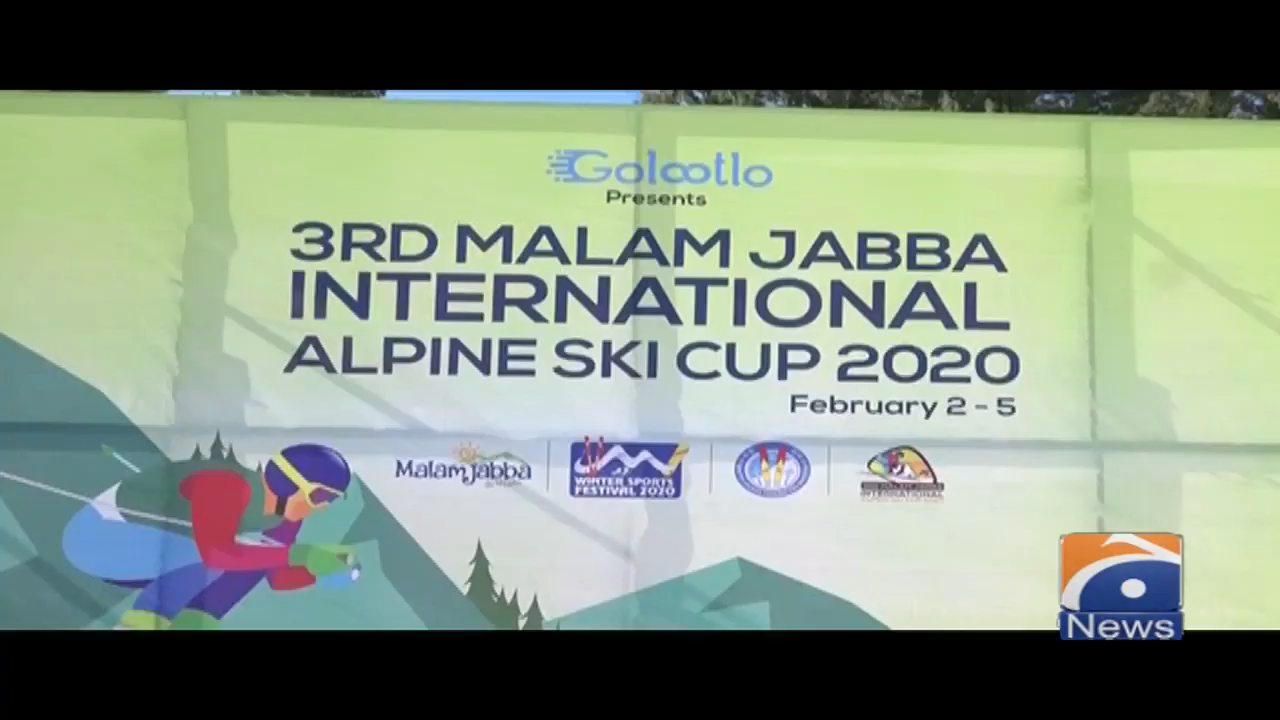 Golootlo
Presents
3RD MALAM JABBA
INTERNATIONAL
ALPINE SKI CUP 2020
February 2 - 5
Malam Jabba
WINTER SPORTS
FESTIVAL 2020
INTERNATIONAL
News